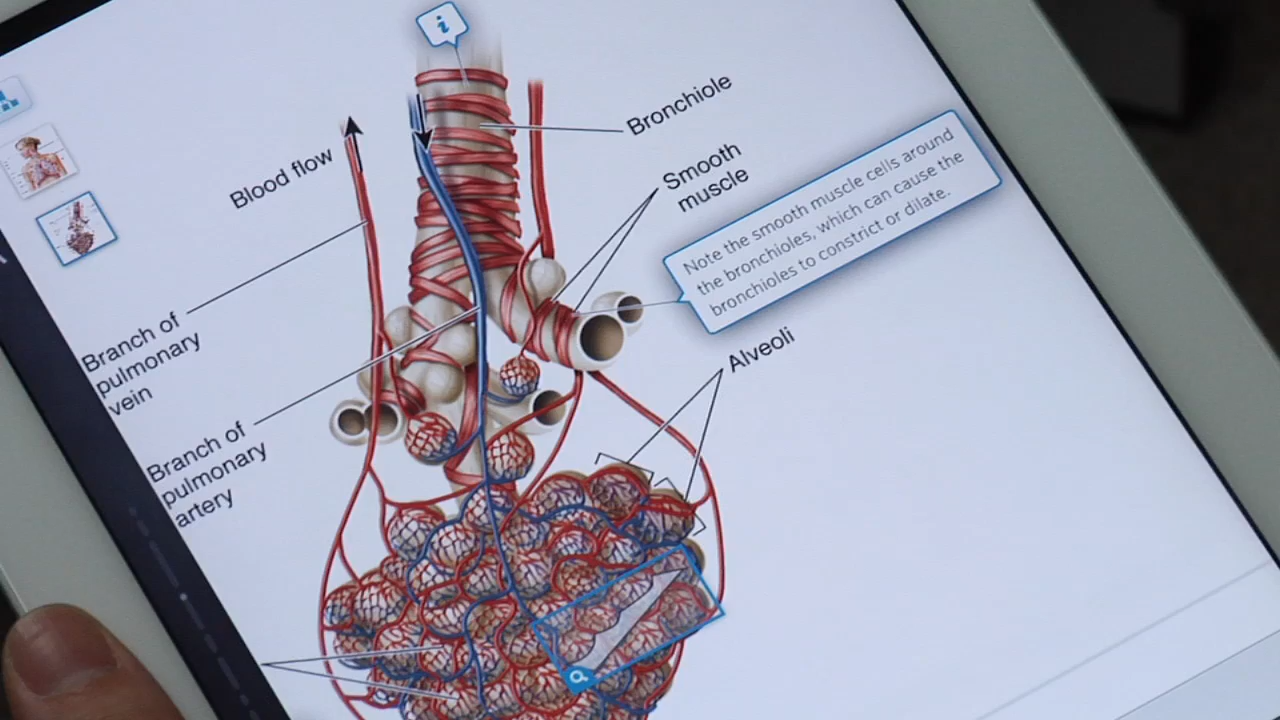 i
Bronchiole
Blood flow
Smooth
muscle
Note the smooth muscle cells around
the bronchioles, which can cause the
bronchioles to constrict or dilate.
Branch of
pulmonary
vein
Alveoli
Branch of
pulmonary
artery